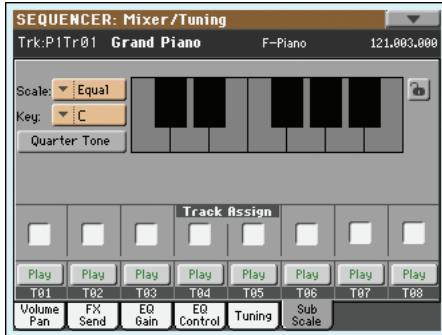 SEQUENCER: Mixer/Tuning
Trk:P1Tr01 Grand Piano F-Piano 121.003.000
Scale: Equal
Key: C
Quarter Tone
Track Assign
Play Play Play Play Play Play Play Play
T01 T02 T03 T04 T05 T06 T07 T08
Volume Pan FX Send EQ Gain EQ Control Tuning Sub Scale